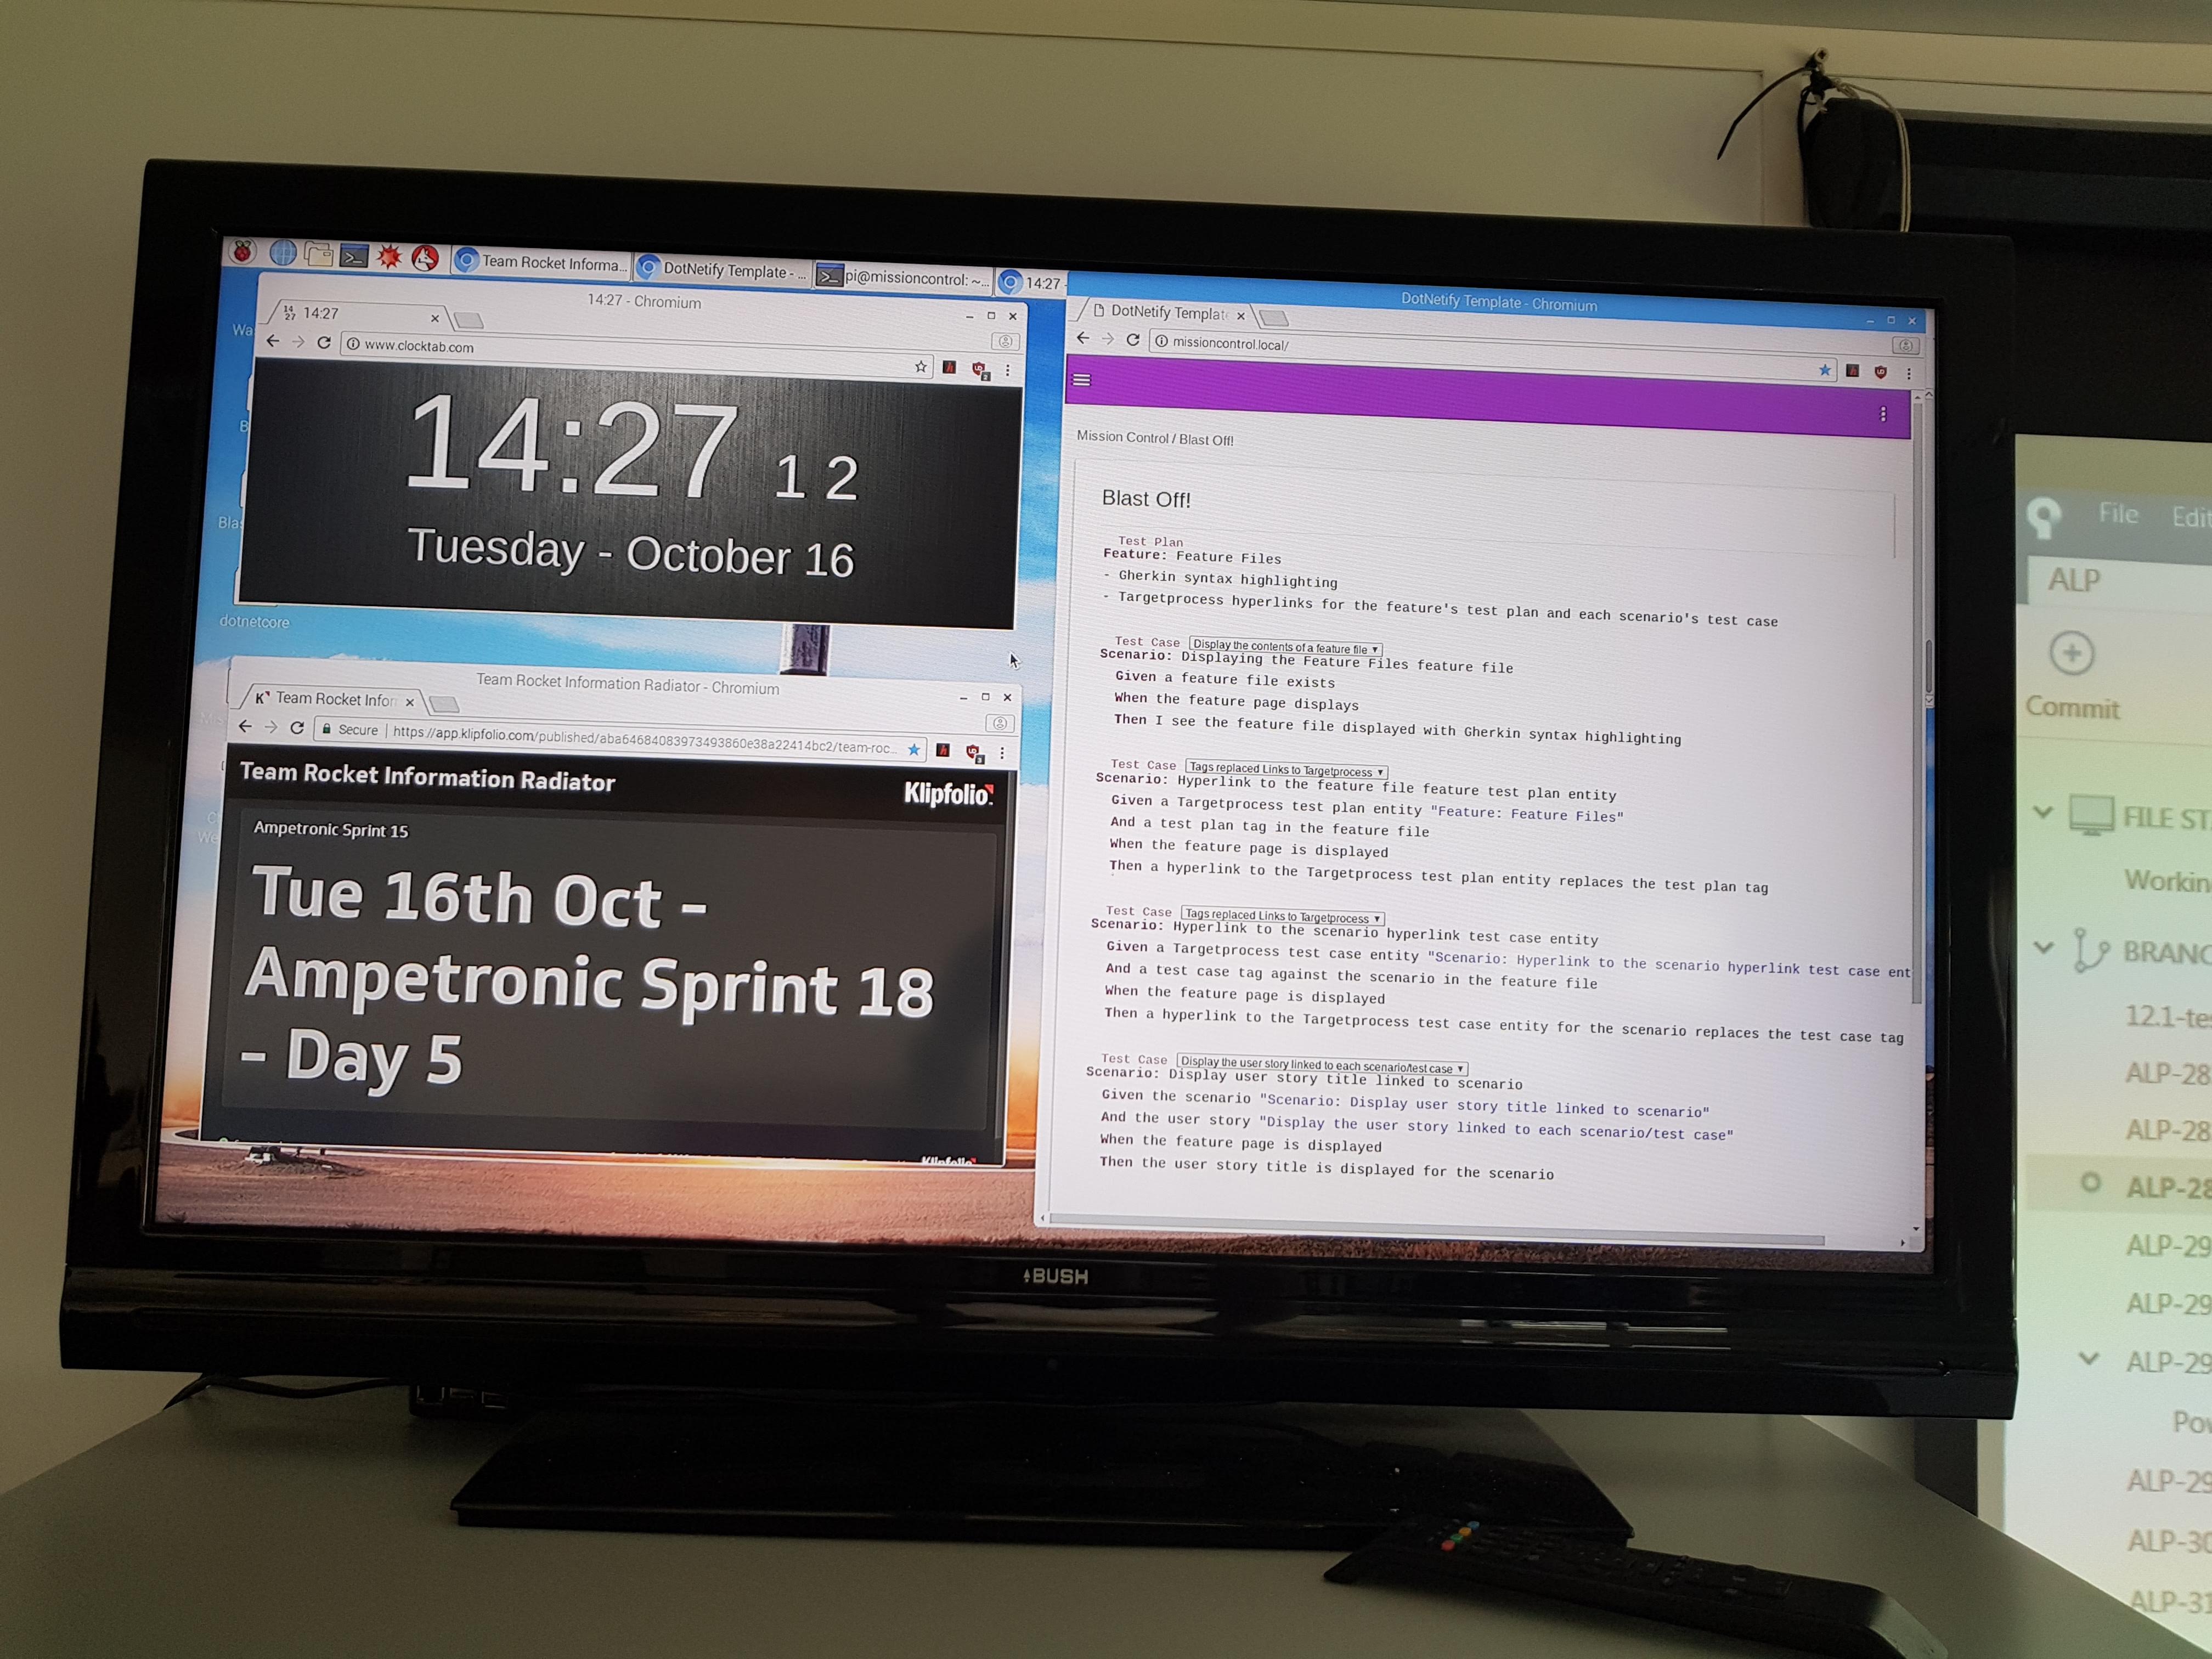 Team Rocket Informa...
DotNetify Template - ...
pi@missioncontrol: ~...
14:27
14:27 - Chromium
14
27
14:27
www.clocktab.com
14:27 12
Tuesday - October 16
dotnetcore
Team Rocket Information Radiator - Chromium
Team Rocket Infor
Secure | https://app.klipfolio.com/published/aba64684083973493860e38a22414bc2/team-roc...
Team Rocket Information Radiator
Klipfolio
Ampetronic Sprint 15
Tue 16th Oct -
Ampetronic Sprint 18
- Day 5
Klipfolio
DotNetify Template - Chromium
DotNetify Templat
missioncontrol.local/
Mission Control / Blast Off!
Blast Off!
Test Plan
Feature: Feature Files
- Gherkin syntax highlighting
- Targetprocess hyperlinks for the feature's test plan and each scenario's test case
Test Case Display the contents of a feature file
Scenario: Displaying the Feature Files feature file
Given a feature file exists
When the feature page displays
Then I see the feature file displayed with Gherkin syntax highlighting
Test Case Tags replaced Links to Targetprocess
Scenario: Hyperlink to the feature file feature test plan entity
Given a Targetprocess test plan entity "Feature: Feature Files"
And a test plan tag in the feature file
When the feature page is displayed
Then a hyperlink to the Targetprocess test plan entity replaces the test plan tag
Test Case Tags replaced Links to Targetprocess
Scenario: Hyperlink to the scenario hyperlink test case entity
Given a Targetprocess test case entity "Scenario: Hyperlink to the scenario hyperlink test case ent
And a test case tag against the scenario in the feature file
When the feature page is displayed
Then a hyperlink to the Targetprocess test case entity for the scenario replaces the test case tag
Test Case Display the user story linked to each scenario/test case
Scenario: Display user story title linked to scenario
Given the scenario "Scenario: Display user story title linked to scenario"
And the user story "Display the user story linked to each scenario/test case"
When the feature page is displayed
Then the user story title is displayed for the scenario
BUSH
File Edit
ALP
Commit
FILE ST
Workin
BRANC
12.1-te
ALP-28
ALP-28
ALP-28
ALP-29
ALP-29
ALP-29
Pov
ALP-29
ALP-30
ALP-31